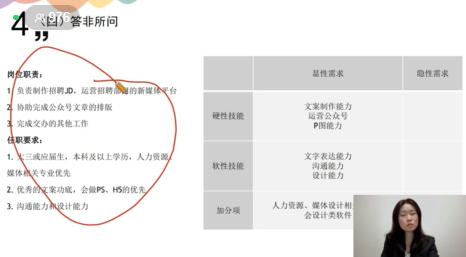 4 （四）答非所问
976
岗位职责：
1. 负责制作招聘JD，运营招聘部门的新媒体平台
2. 协助完成公众号文章的排版
3. 完成交办的其他工作
任职要求：
1. 大三或应届生，本科及以上学历，人力资源、
媒体相关专业优先
2. 优秀的文案功底，会做PS、H5的优先
3. 沟通能力和设计能力
显性需求
隐性需求
硬性技能
文案制作能力
运营公众号
P图能力
软性技能
文字表达能力
沟通能力
设计能力
加分项
人力资源、媒体设计相
会设计类软件